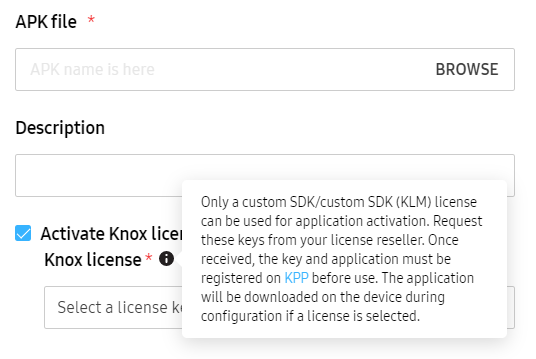 APK file *
APK name is here BROWSE
Description
Only a custom SDK/custom SDK (KLM) license
can be used for application activation. Request
these keys from your license reseller. Once
received, the key and application must be
registered on KPP before use. The application
will be downloaded on the device during
configuration if a license is selected.
Activate Knox licen
Knox license *
Select a license ke